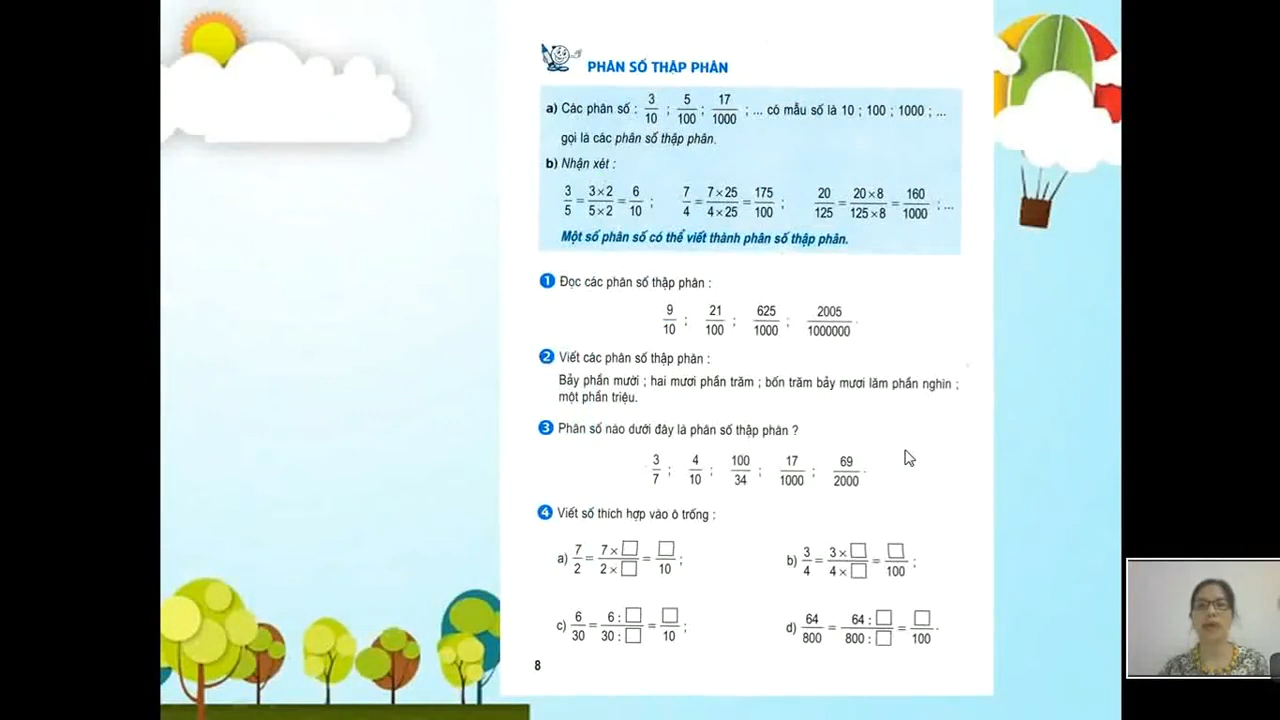 PHÂN SỐ THẬP PHÂN
a) Các phân số : 3/10 ; 5/100 ; 17/1000 ; ... có mẫu số là 10 ; 100 ; 1000 ; ...
gọi là các phân số thập phân.
b) Nhận xét :
3/5 = 3 × 2/5 × 2 = 6/10 ; 7/4 = 7 × 25/4 × 25 = 175/100 ; 20/125 = 20 × 8/125 × 8 = 160/1000 ; ...
Một số phân số có thể viết thành phân số thập phân.
1 Đọc các phân số thập phân :
9/10 ; 21/100 ; 625/1000 ; 2005/1000000 .
2 Viết các phân số thập phân :
Bảy phần mười ; hai mươi phần trăm ; bốn trăm bảy mươi lăm phần nghìn ;
một phần triệu.
3 Phân số nào dưới đây là phân số thập phân ?
3/7 ; 4/10 ; 100/34 ; 17/1000 ; 69/2000 .
4 Viết số thích hợp vào ô trống :
a) 7/2 = 7 × □/2 × □ = □/10 ; b) 3/4 = 3 × □/4 × □ = □/100 ;
c) 6/30 = 6 : □/30 : □ = □/10 ; d) 64/800 = 64 : □/800 : □ = □/100 .
8